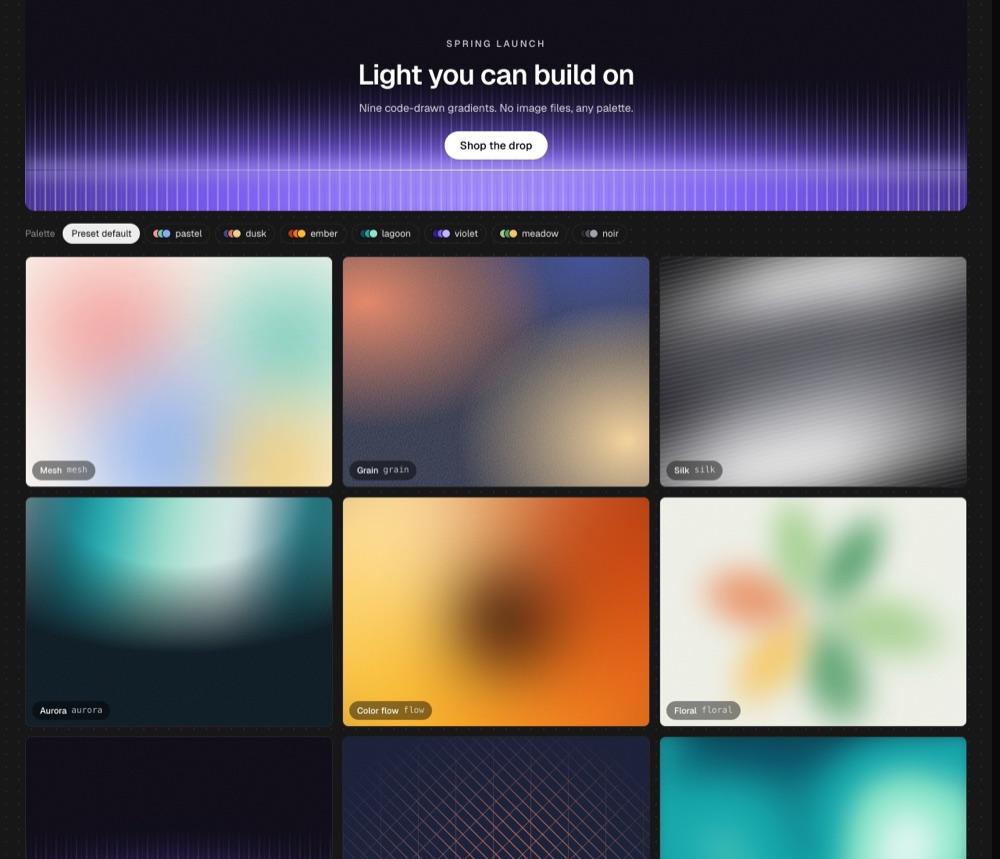 SPRING LAUNCH
Light you can build on
Nine code-drawn gradients. No image files, any palette.
Shop the drop
Palette Preset default pastel dusk ember lagoon violet meadow noir
Mesh mesh
Grain grain
Silk silk
Aurora aurora
Color flow flow
Floral floral